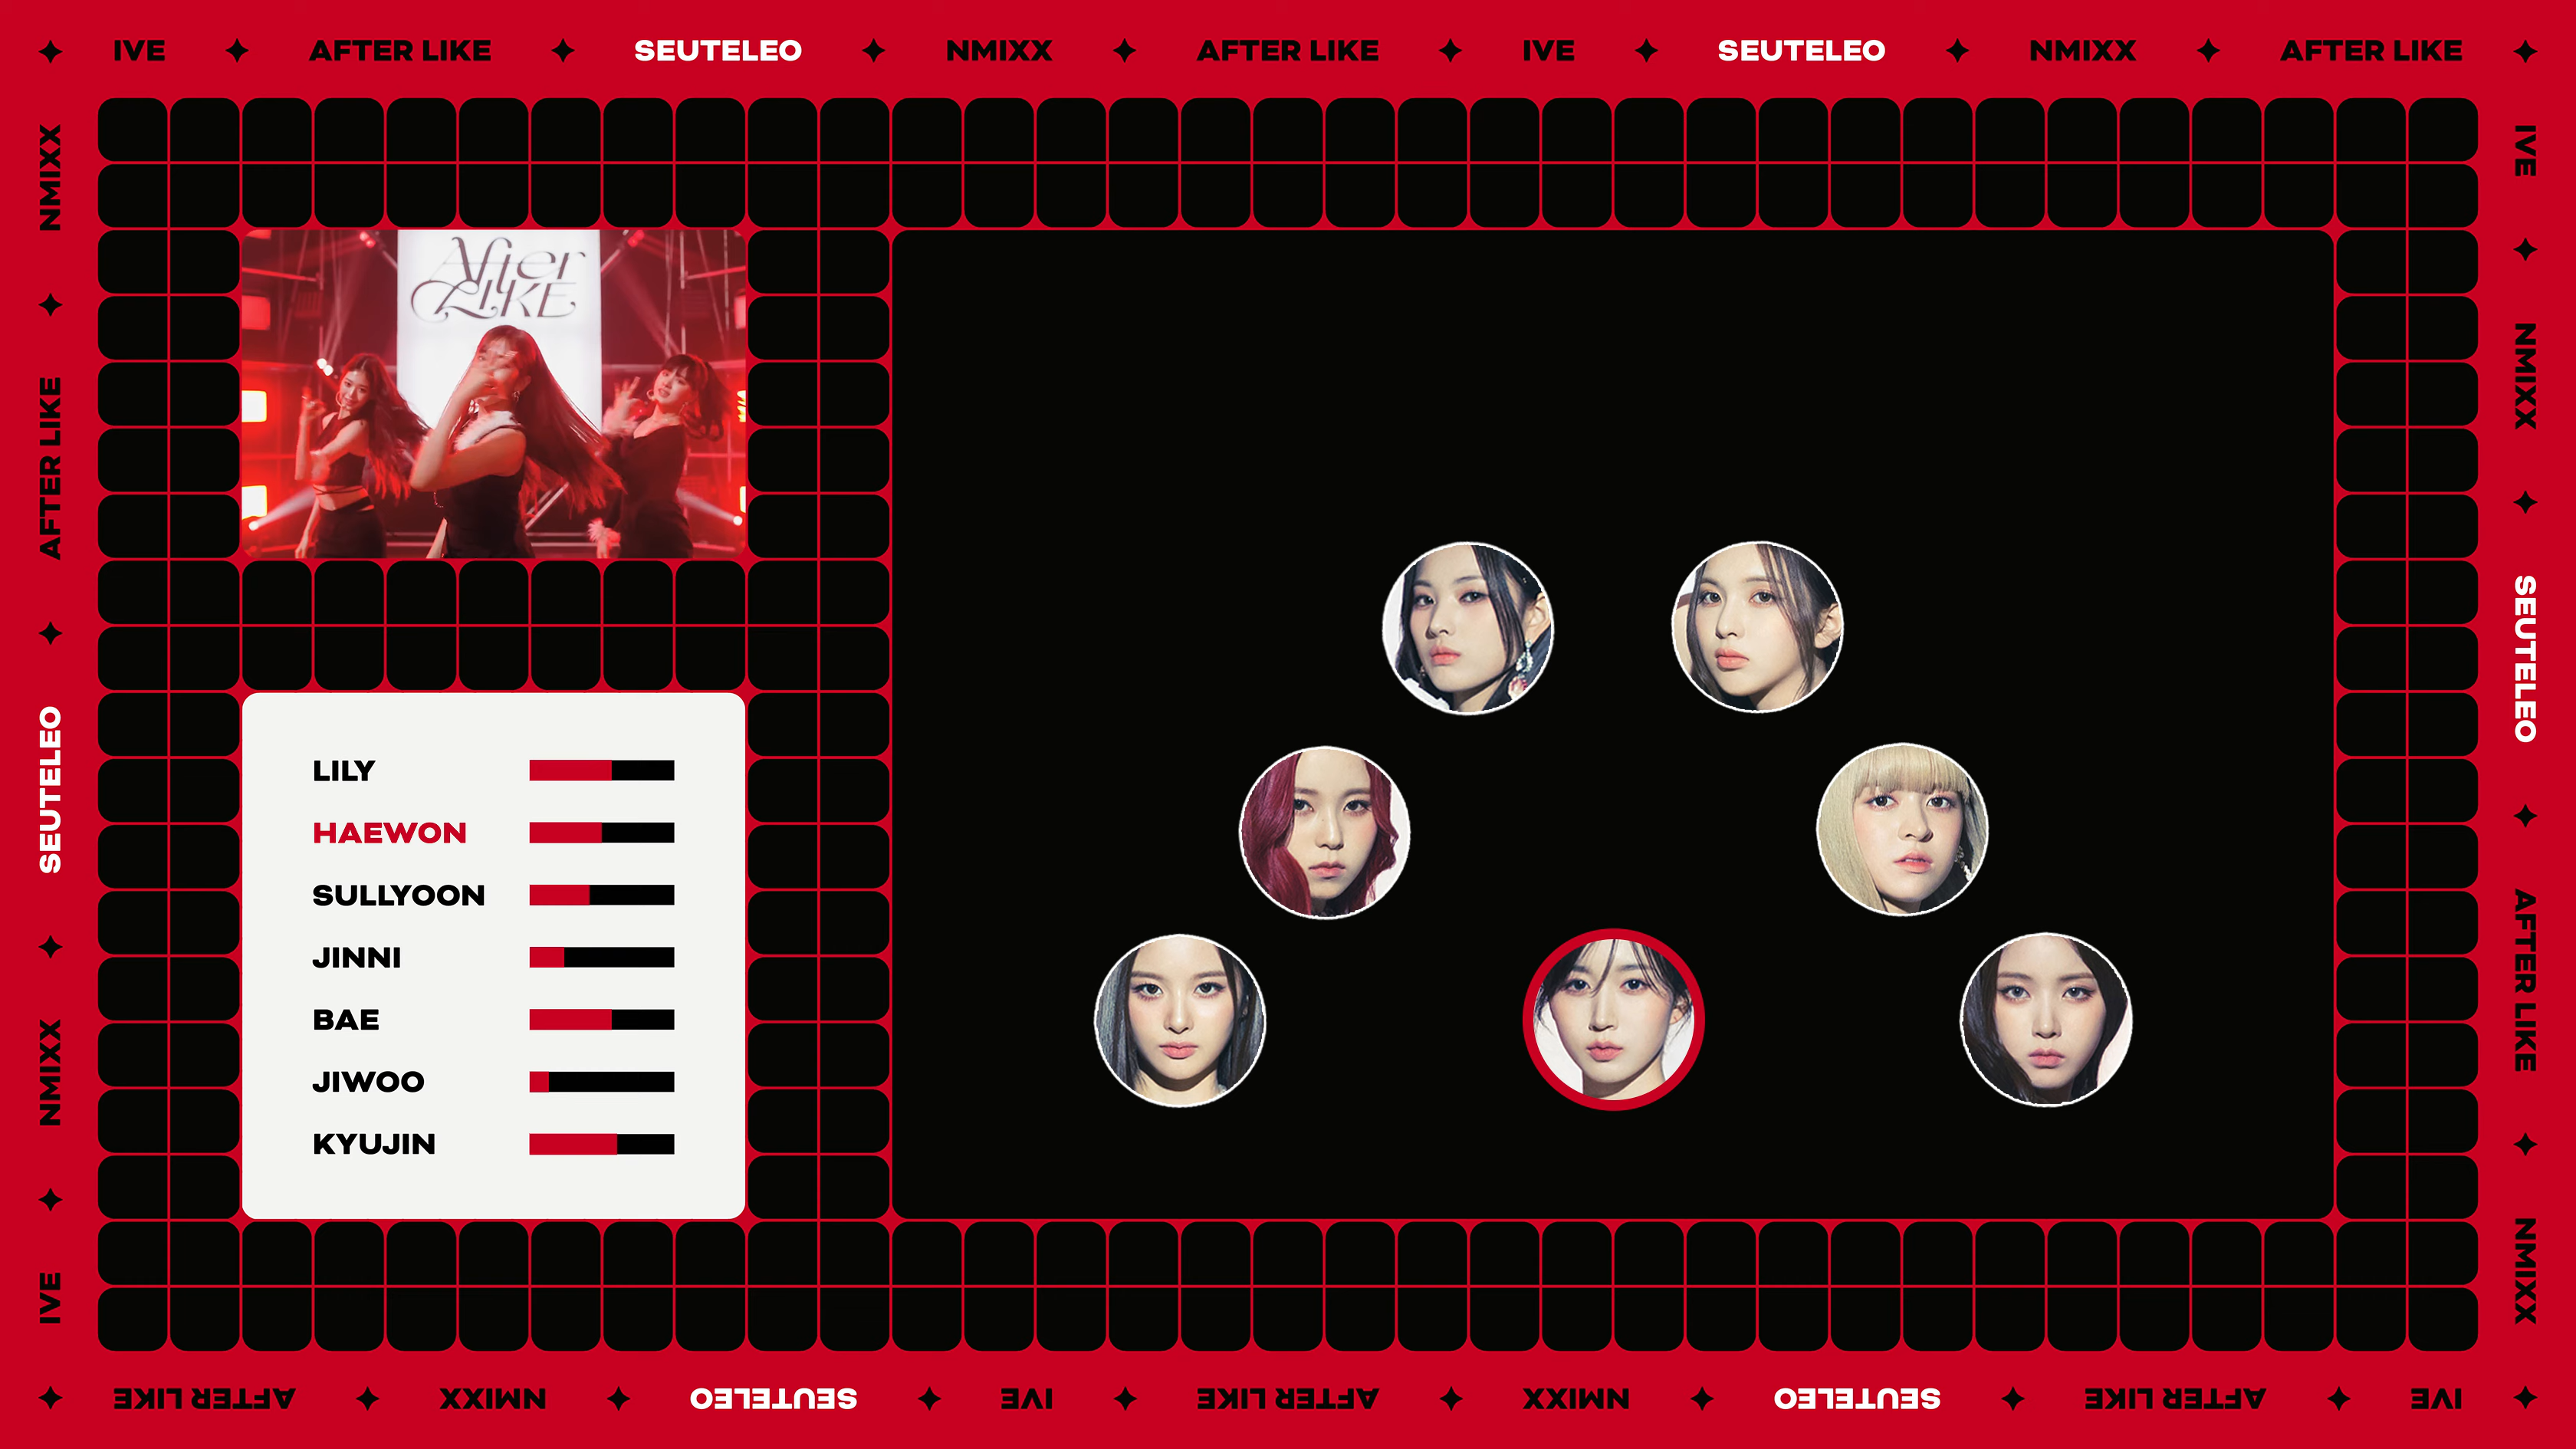 IVE ✦ AFTER LIKE ✦ SEUTELEO ✦ NMIXX ✦ AFTER LIKE ✦ IVE ✦ SEUTELEO ✦ NMIXX ✦ AFTER LIKE
IVE ✦ NMIXX ✦ SEUTELEO ✦ AFTER LIKE ✦ NMIXX
IVE ✦ AFTER LIKE ✦ SEUTELEO ✦ NMIXX ✦ AFTER LIKE ✦ IVE ✦ SEUTELEO ✦ NMIXX ✦ AFTER LIKE
IVE ✦ NMIXX ✦ SEUTELEO ✦ AFTER LIKE ✦ NMIXX
After
LIKE
LILY
HAEWON
SULLYOON
JINNI
BAE
JIWOO
KYUJIN